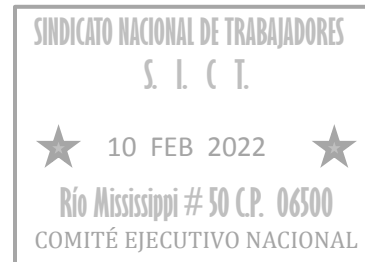 SINDICATO NACIONAL DE TRABAJADORES
S. I. C T.
10 FEB 2022
Río Mississippi # 50 C.P. 06500
COMITÉ EJECUTIVO NACIONAL